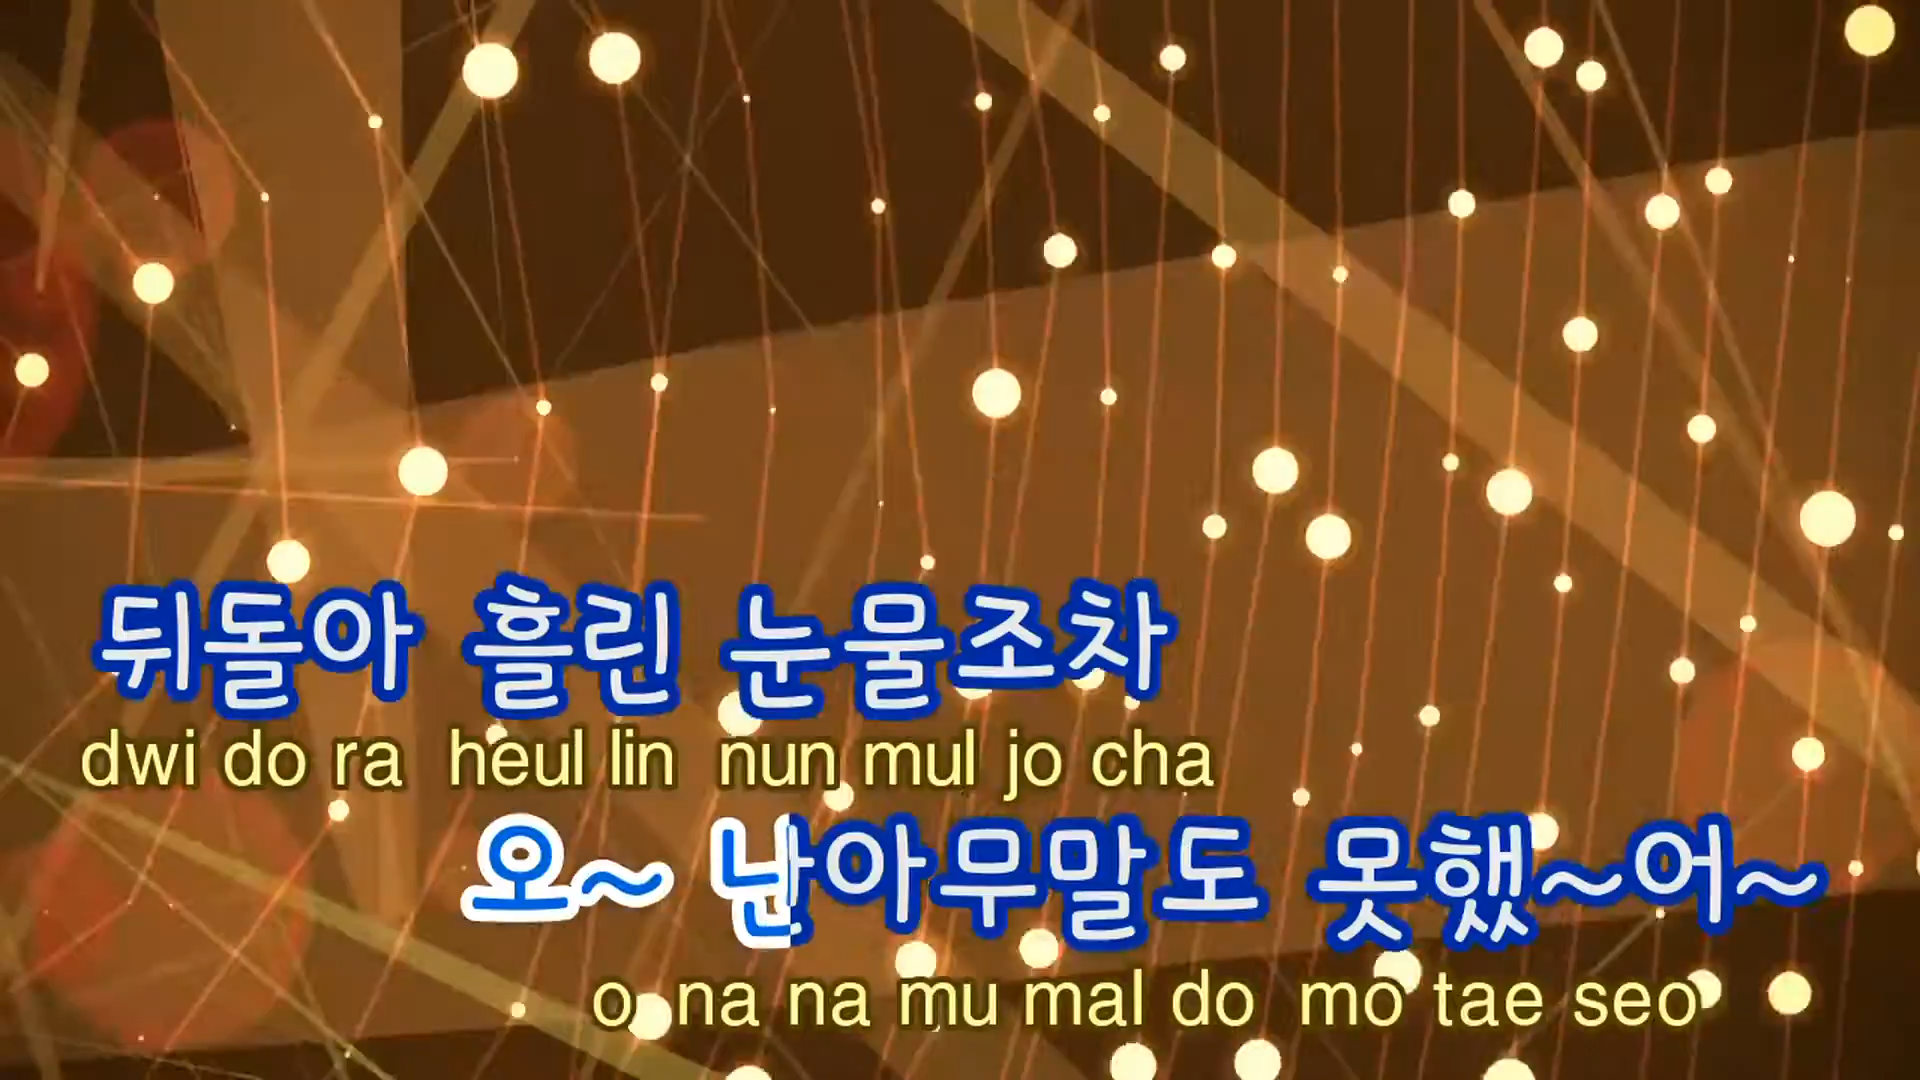 뒤돌아 흘린 눈물조차
dwi do ra heul lin nun mul jo cha
오~ 난아무말도 못했~어~
o na na mu mal do mo tae seo